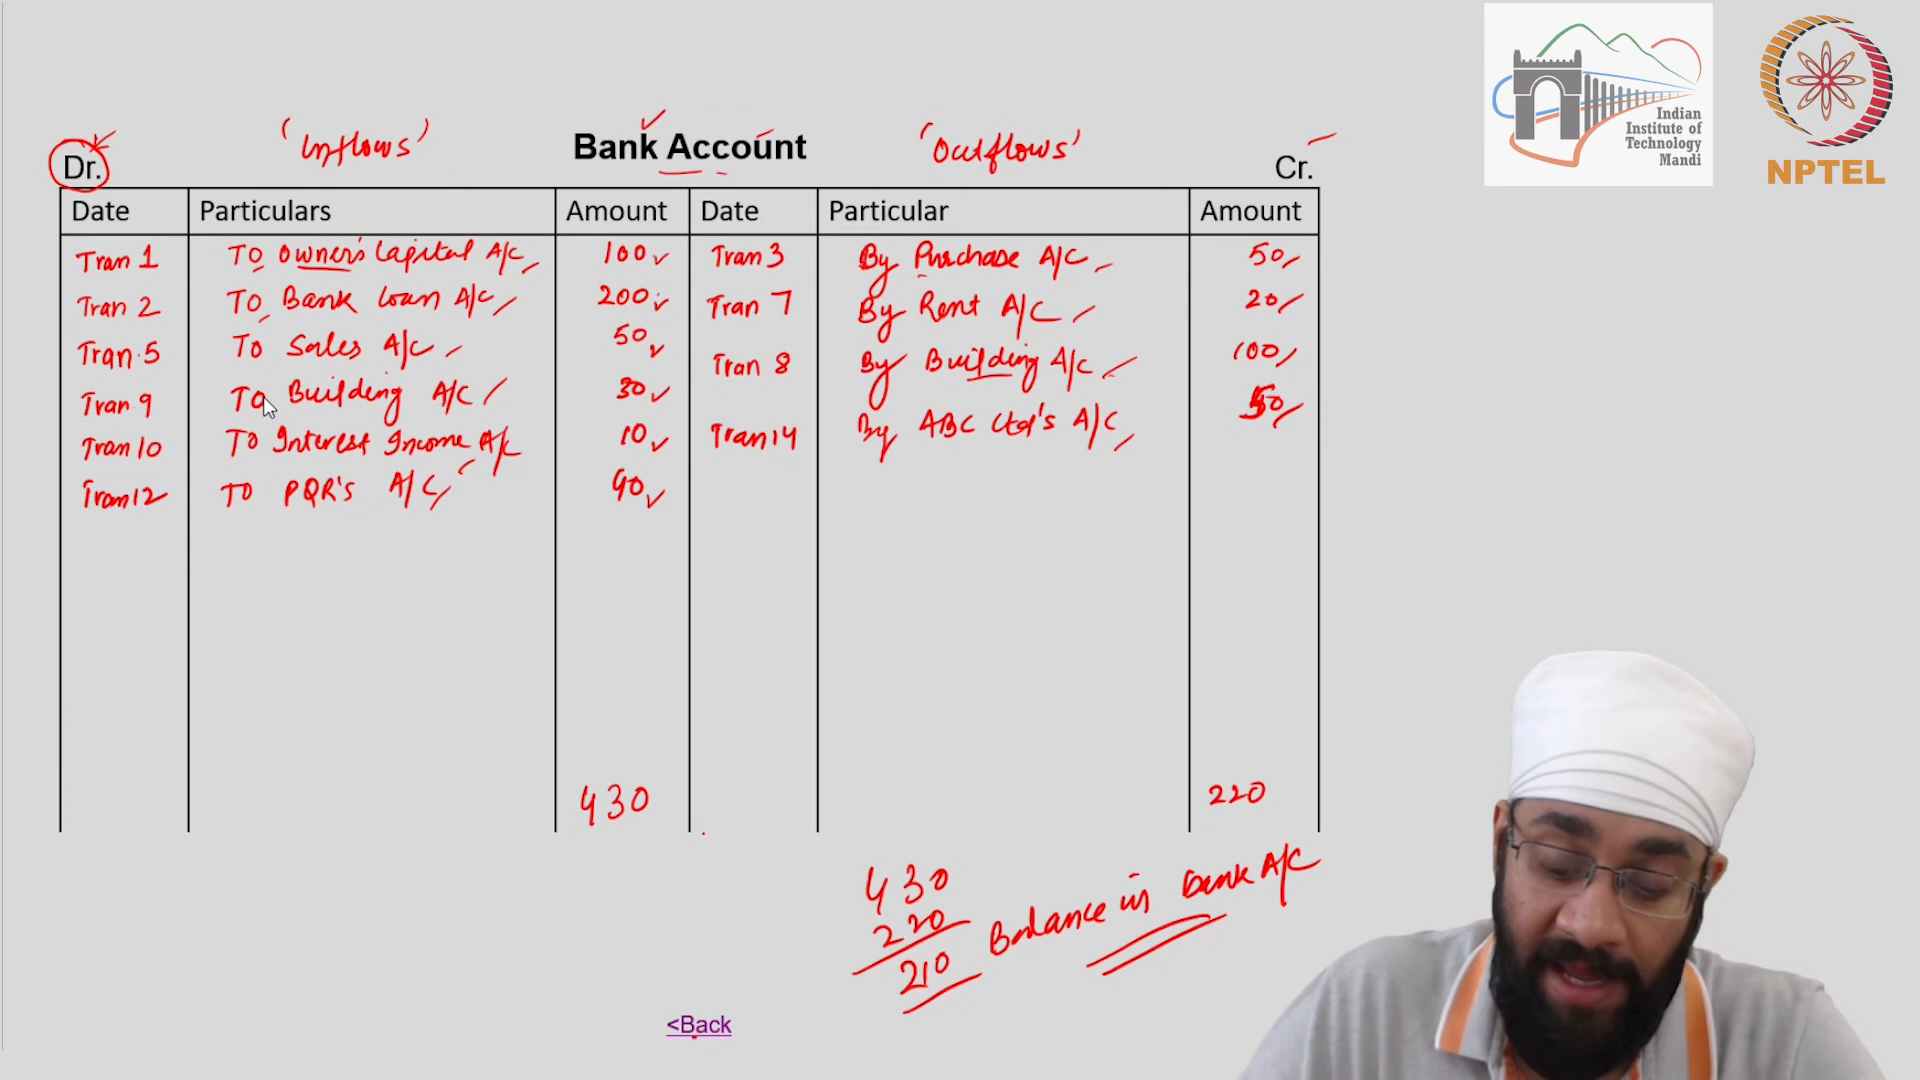 Indian
Institute of
Technology
Mandi
NPTEL
'Inflows' Bank Account 'Outflows'
Dr. Cr.
Date Particulars Amount Date Particular Amount
Tran 1 To Owner's Capital A/C 100 Tran 3 By Purchase A/C 50
Tran 2 To Bank loan A/C 200 Tran 7 By Rent A/C 20
Tran.5 To Sales A/C 50 Tran 8 By Building A/C 100
Tran 9 To Building A/C 30 Tran 14 By ABC Ltd's A/C 50
Tran 10 To Interest Income A/C 10
Tran 12 To PQR's A/C 40
430 220
430
220
210 Balance in Bank A/C
<Back